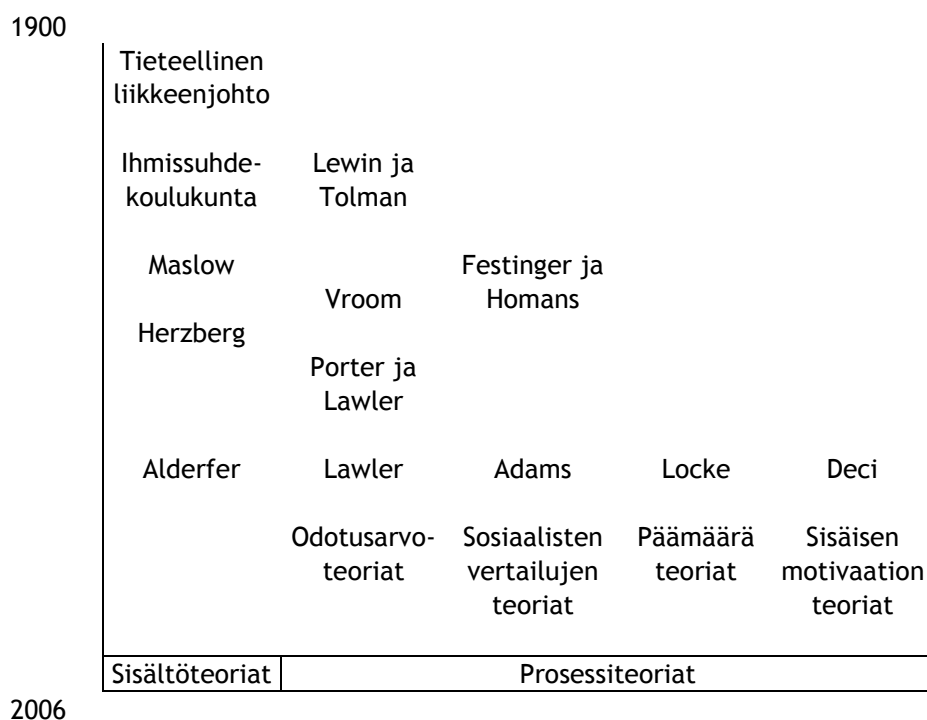 1900
Tieteellinen
liikkeenjohto
Ihmissuhde- Lewin ja
koulukunta Tolman
Maslow Festinger ja
Vroom Homans
Herzberg
Porter ja
Lawler
Alderfer Lawler Adams Locke Deci
Odotusarvo- Sosiaalisten Päämäärä Sisäisen
teoriat vertailujen teoriat motivaation
teoriat teoriat
Sisältöteoriat Prosessiteoriat
2006